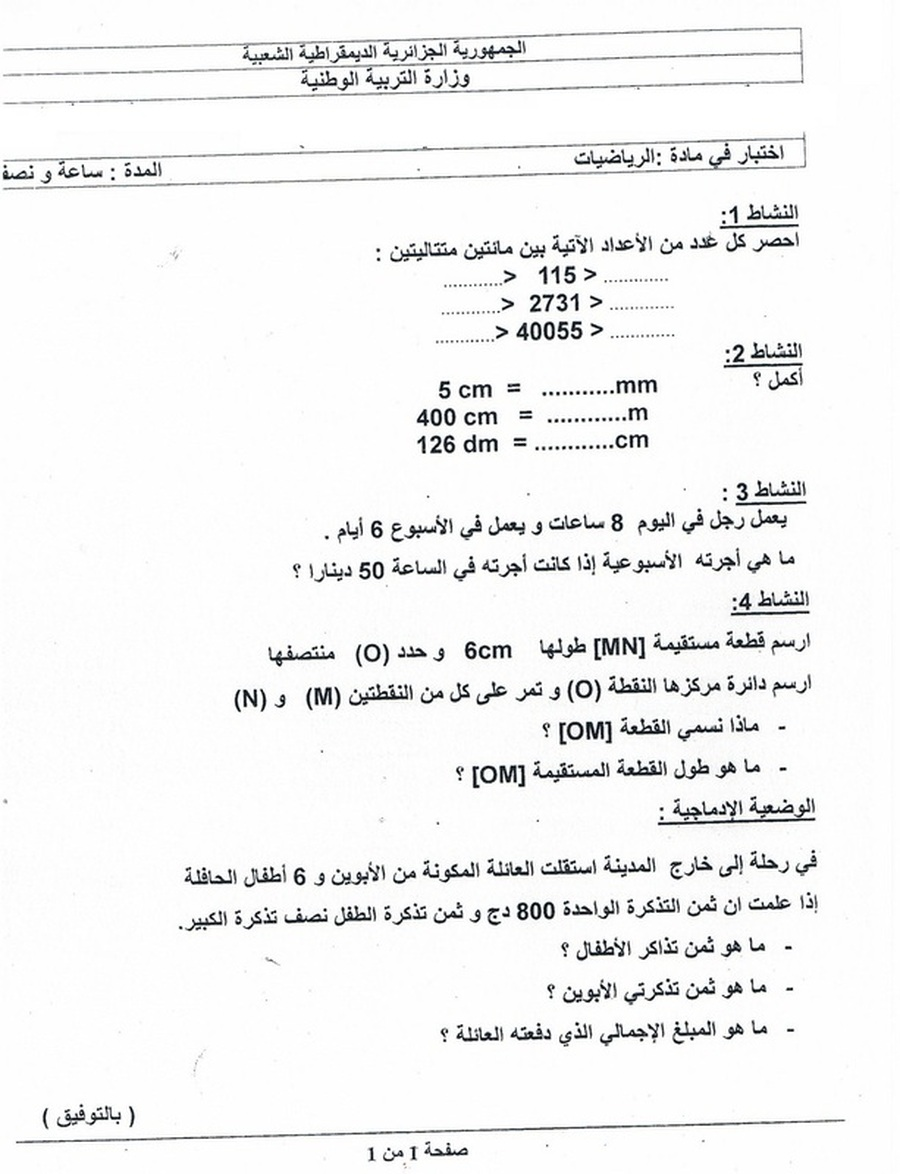 الجمهورية الجزائرية الديمقراطية الشعبية
وزارة التربية الوطنية
اختبار في مادة :الرياضيات المدة : ساعة و نصف
النشاط 1:
احصر كل عدد من الأعداد الآتية بين مائتين متتاليتين :
............> 115 > .............
............> 2731 > .............
............> 40055 > .............
النشاط 2:
أكمل ؟
5 cm = ...........mm
400 cm = ............m
126 dm = ............cm
النشاط 3 :
يعمل رجل في اليوم 8 ساعات و يعمل في الأسبوع 6 أيام .
ما هي أجرته الأسبوعية إذا كانت أجرته في الساعة 50 دينارا ؟
النشاط 4:
ارسم قطعة مستقيمة [MN] طولها 6cm و حدد (O) منتصفها
ارسم دائرة مركزها النقطة (O) و تمر على كل من النقطتين (M) و (N)
- ماذا نسمي القطعة [OM] ؟
- ما هو طول القطعة المستقيمة [OM] ؟
الوضعية الإدماجية :
في رحلة إلى خارج المدينة استقلت العائلة المكونة من الأبوين و 6 أطفال الحافلة
إذا علمت ان ثمن التذكرة الواحدة 800 دج و ثمن تذكرة الطفل نصف تذكرة الكبير.
- ما هو ثمن تذاكر الأطفال ؟
- ما هو ثمن تذكرتي الأبوين ؟
- ما هو المبلغ الإجمالي الذي دفعته العائلة ؟
( بالتوفيق )
صفحة 1 من 1